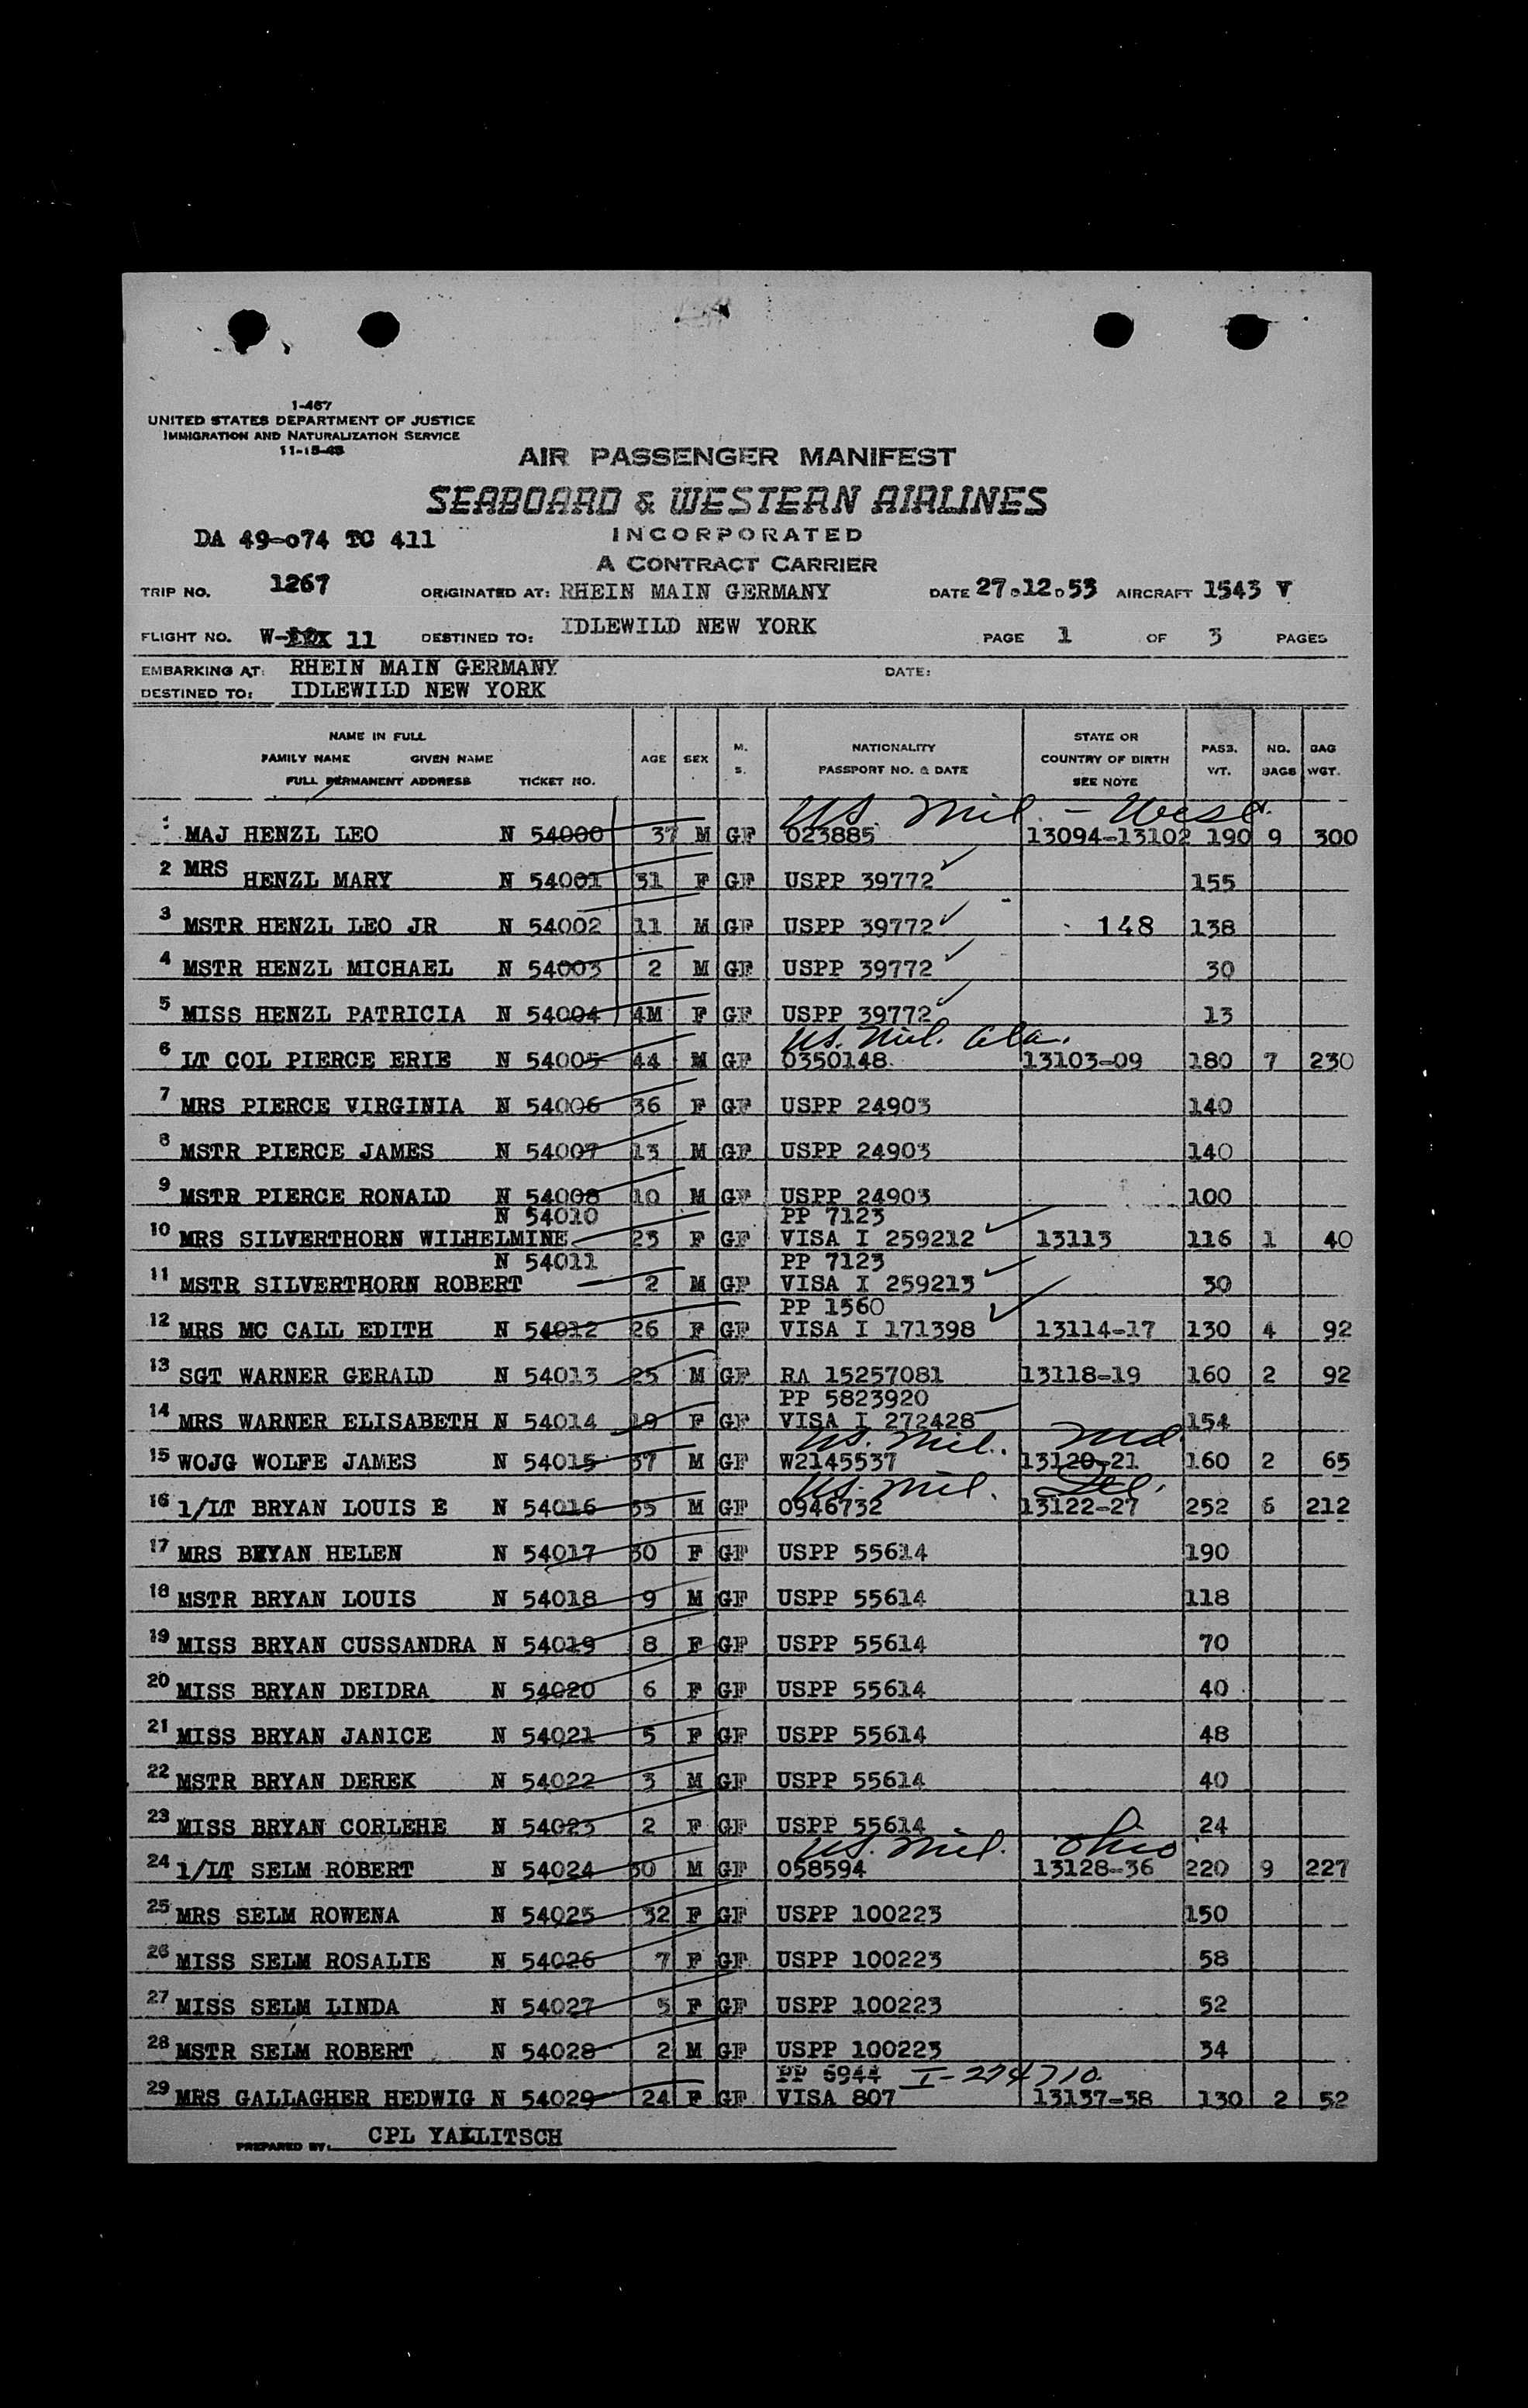 1-467
UNITED STATES DEPARTMENT OF JUSTICE
IMMIGRATION AND NATURALIZATION SERVICE
11-15-45
AIR PASSENGER MANIFEST
SEABOARD & WESTERN AIRLINES
DA 49-074 TC 411 INCORPORATED
A CONTRACT CARRIER
TRIP NO. 1267 ORIGINATED AT: RHEIN MAIN GERMANY DATE 27.12.53 AIRCRAFT 1543 V
FLIGHT NO. W- 11 DESTINED TO: IDLEWILD NEW YORK PAGE 1 OF 3 PAGES
EMBARKING AT: RHEIN MAIN GERMANY DATE:
DESTINED TO: IDLEWILD NEW YORK
NAME IN FULL
FAMILY NAME GIVEN NAME
FULL PERMANENT ADDRESS TICKET NO.
AGE SEX M. S.
NATIONALITY
PASSPORT NO. & DATE
STATE OR
COUNTRY OF BIRTH
SEE NOTE
PASS. WT.
NO. BAGS
BAG WGT.
US. Mil. -
1 MAJ HENZL LEO N 54000 37 M GF 023885 13094-13102 190 9 300
2 MRS HENZL MARY N 54001 31 F GF USPP 39772 155
3 MSTR HENZL LEO JR N 54002 11 M GF USPP 39772 148 138
4 MSTR HENZL MICHAEL N 54003 2 M GF USPP 39772 30
5 MISS HENZL PATRICIA N 54004 4M F GF USPP 39772 13
US. Mil. Ala.
6 LT COL PIERCE ERIE N 54005 44 M GF 0350148 13103-09 180 7 230
7 MRS PIERCE VIRGINIA N 54006 36 F GF USPP 24903 140
8 MSTR PIERCE JAMES N 54007 13 M GF USPP 24903 140
9 MSTR PIERCE RONALD N 54008 10 M GF USPP 24903 100
N 54010 PP 7123
10 MRS SILVERTHORN WILHELMINE 23 F GF VISA I 259212 13113 116 1 40
N 54011 PP 7123
11 MSTR SILVERTHORN ROBERT 2 M GF VISA I 259213 30
PP 1560
12 MRS MC CALL EDITH N 54012 26 F GF VISA I 171398 13114-17 130 4 92
13 SGT WARNER GERALD N 54013 25 M GF RA 15257081 13118-19 160 2 92
PP 5823920
14 MRS WARNER ELISABETH N 54014 19 F GF VISA I 272428 154
US. Mil. Md.
15 WOJG WOLFE JAMES N 54015 37 M GF W2145537 13120-21 160 2 65
US. Mil. Del.
16 1/LT BRYAN LOUIS E N 54016 35 M GF 0946732 13122-27 252 6 212
17 MRS BRYAN HELEN N 54017 30 F GF USPP 55614 190
18 MSTR BRYAN LOUIS N 54018 9 M GF USPP 55614 118
19 MISS BRYAN CUSSANDRA N 54019 8 F GF USPP 55614 70
20 MISS BRYAN DEIDRA N 54020 6 F GF USPP 55614 40
21 MISS BRYAN JANICE N 54021 5 F GF USPP 55614 48
22 MSTR BRYAN DEREK N 54022 3 M GF USPP 55614 40
23 MISS BRYAN CORLEHE N 54023 2 F GF USPP 55614 24
US. Mil. Ohio
24 1/LT SELM ROBERT N 54024 30 M GF 058594 13128-36 220 9 227
25 MRS SELM ROWENA N 54025 32 F GF USPP 100223 150
26 MISS SELM ROSALIE N 54026 7 F GF USPP 100223 58
27 MISS SELM LINDA N 54027 5 F GF USPP 100223 52
28 MSTR SELM ROBERT N 54028 2 M GF USPP 100223 34
PP 6944 I-274710
29 MRS GALLAGHER HEDWIG N 54029 24 F GF VISA 807 13137-38 130 2 52
PREPARED BY: CPL YAKLITSCH